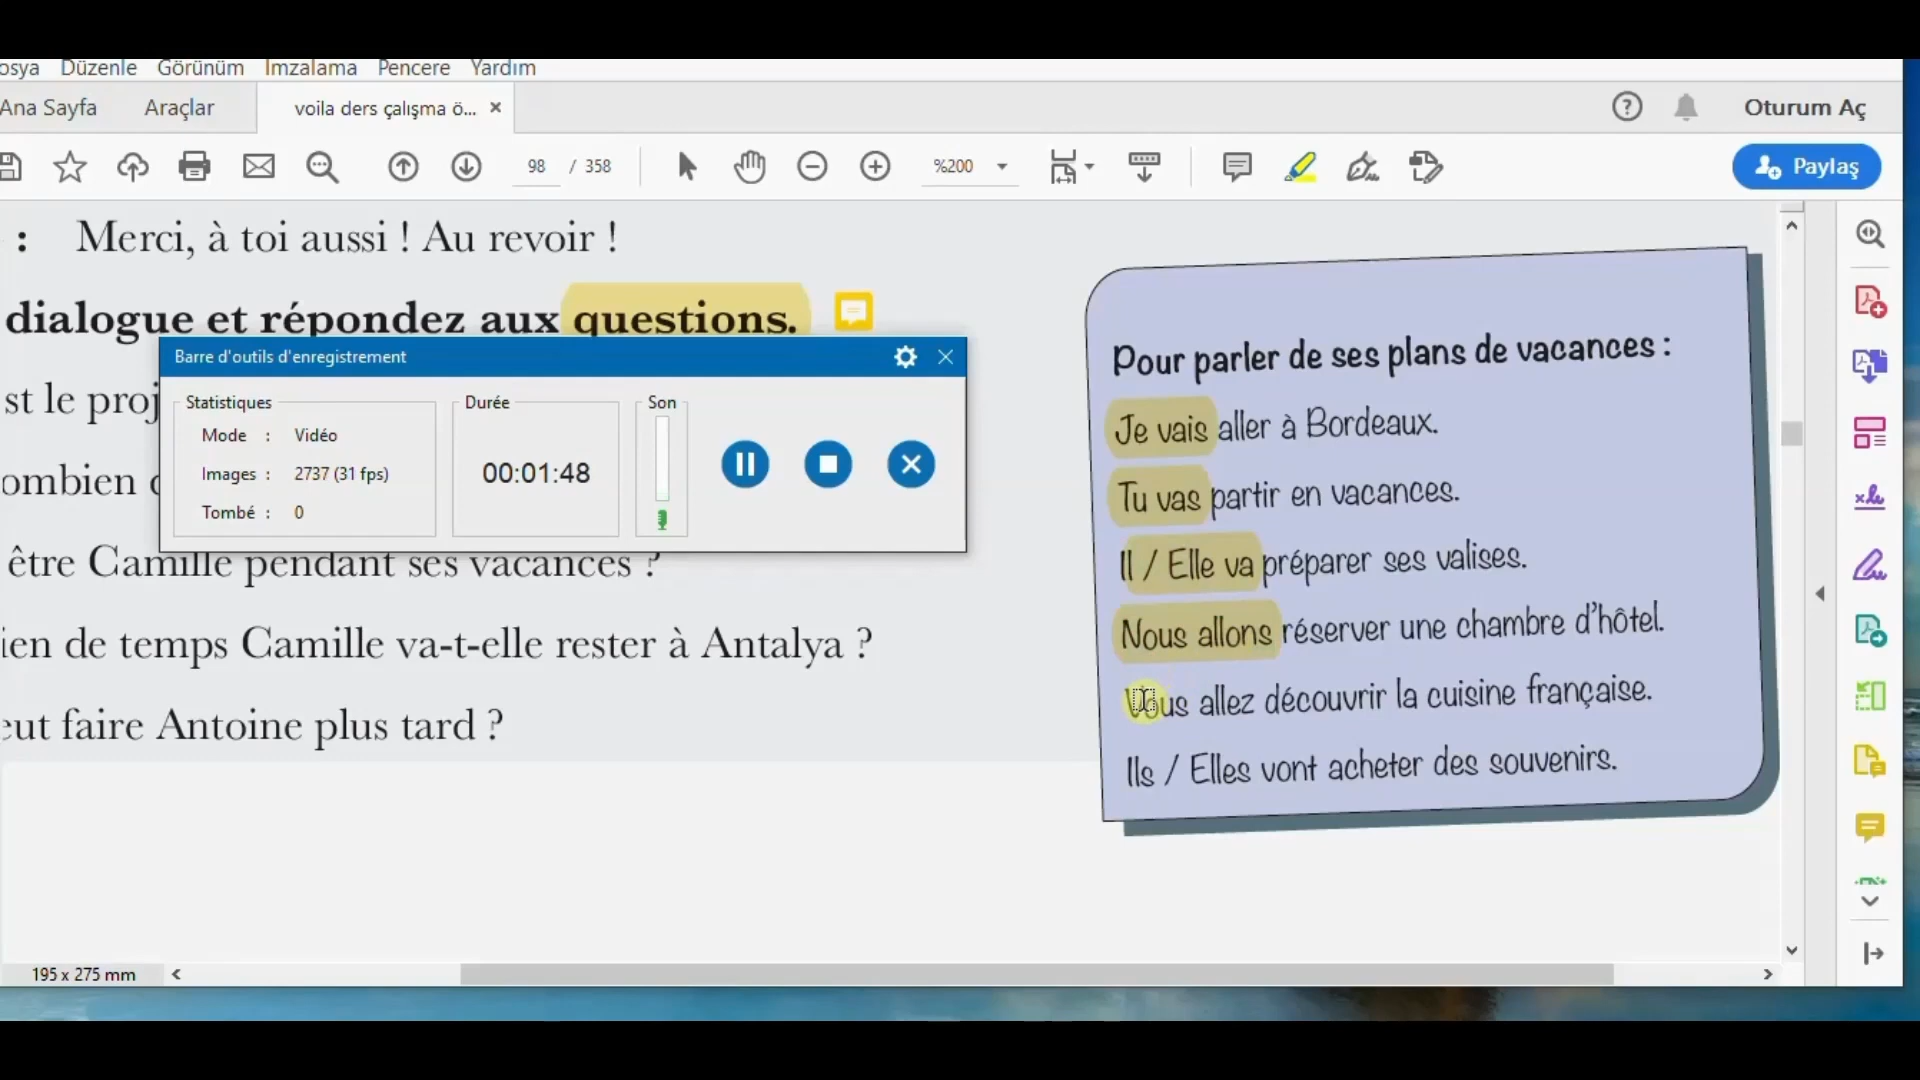 osya Düzenle Görünüm İmzalama Pencere Yardım
Ana Sayfa Araçlar voila ders çalışma ö... Oturum Aç
98 / 358 %200 Paylaş
: Merci, à toi aussi ! Au revoir !
dialogue et répondez aux questions.
Barre d'outils d'enregistrement
st le proj
Statistiques Durée Son
Mode : Vidéo
Images : 2737 (31 fps)
00:01:48
Tombé : 0
ombien
être Camille pendant ses vacances ?
ien de temps Camille va-t-elle rester à Antalya ?
eut faire Antoine plus tard ?
Pour parler de ses plans de vacances :
Je vais aller à Bordeaux.
Tu vas partir en vacances.
Il / Elle va préparer ses valises.
Nous allons réserver une chambre d'hôtel.
Vous allez découvrir la cuisine française.
Ils / Elles vont acheter des souvenirs.
195 x 275 mm